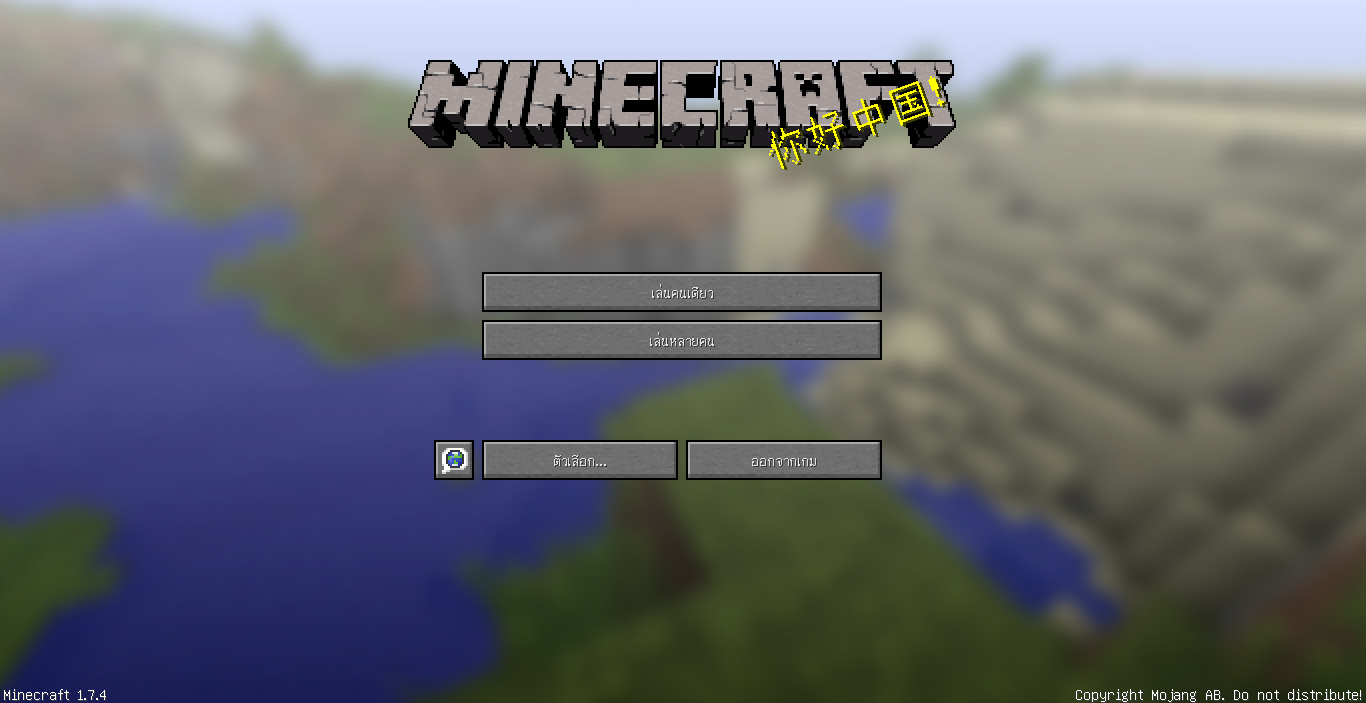 MINECRAFT
你好中国!
เล่นคนเดียว
เล่นหลายคน
ตัวเลือก...
ออกจากเกม
Minecraft 1.7.4
Copyright Mojang AB. Do not distribute!